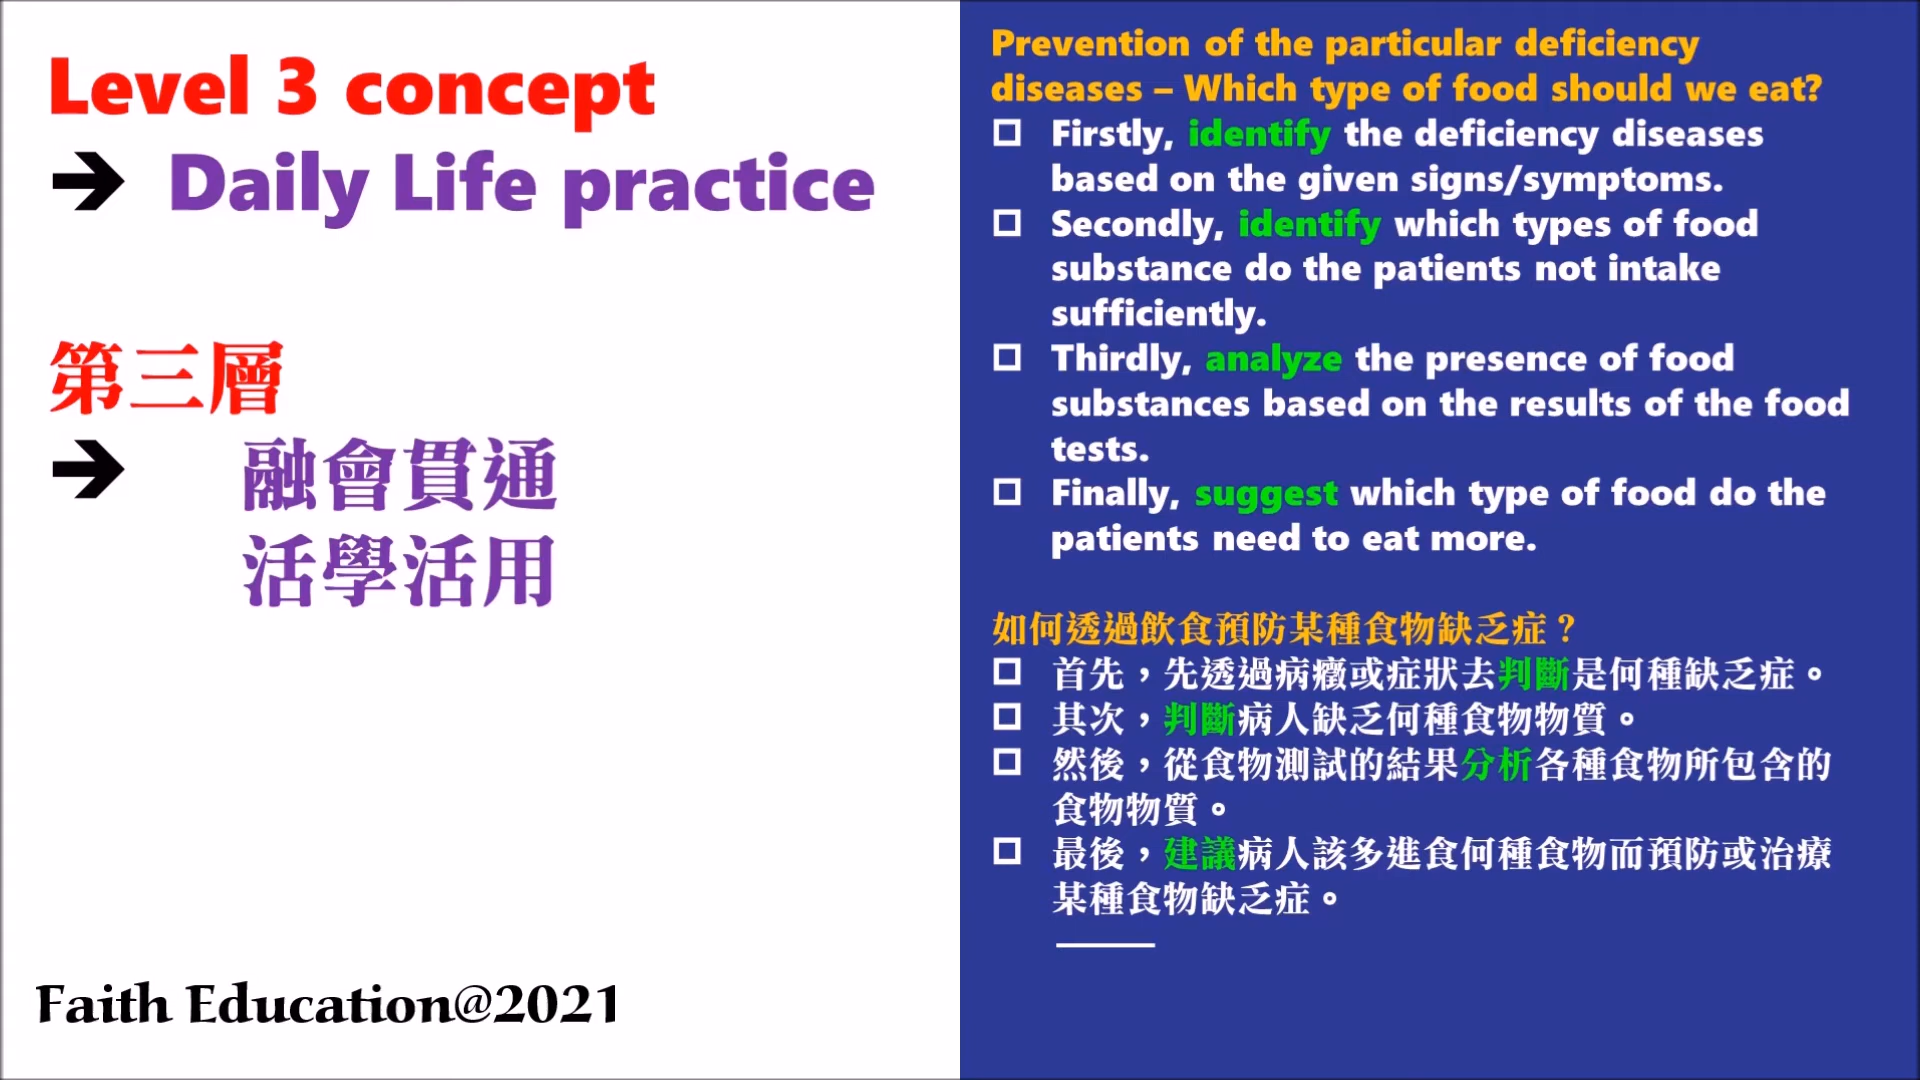 Level 3 concept
➔ Daily Life practice
第三層
➔ 融會貫通
活學活用
Faith Education@2021
Prevention of the particular deficiency
diseases – Which type of food should we eat?
☐ Firstly, identify the deficiency diseases
based on the given signs/symptoms.
☐ Secondly, identify which types of food
substance do the patients not intake
sufficiently.
☐ Thirdly, analyze the presence of food
substances based on the results of the food
tests.
☐ Finally, suggest which type of food do the
patients need to eat more.
如何透過飲食預防某種食物缺乏症？
☐ 首先，先透過病癥或症狀去判斷是何種缺乏症。
☐ 其次，判斷病人缺乏何種食物物質。
☐ 然後，從食物測試的結果分析各種食物所包含的
食物物質。
☐ 最後，建議病人該多進食何種食物而預防或治療
某種食物缺乏症。